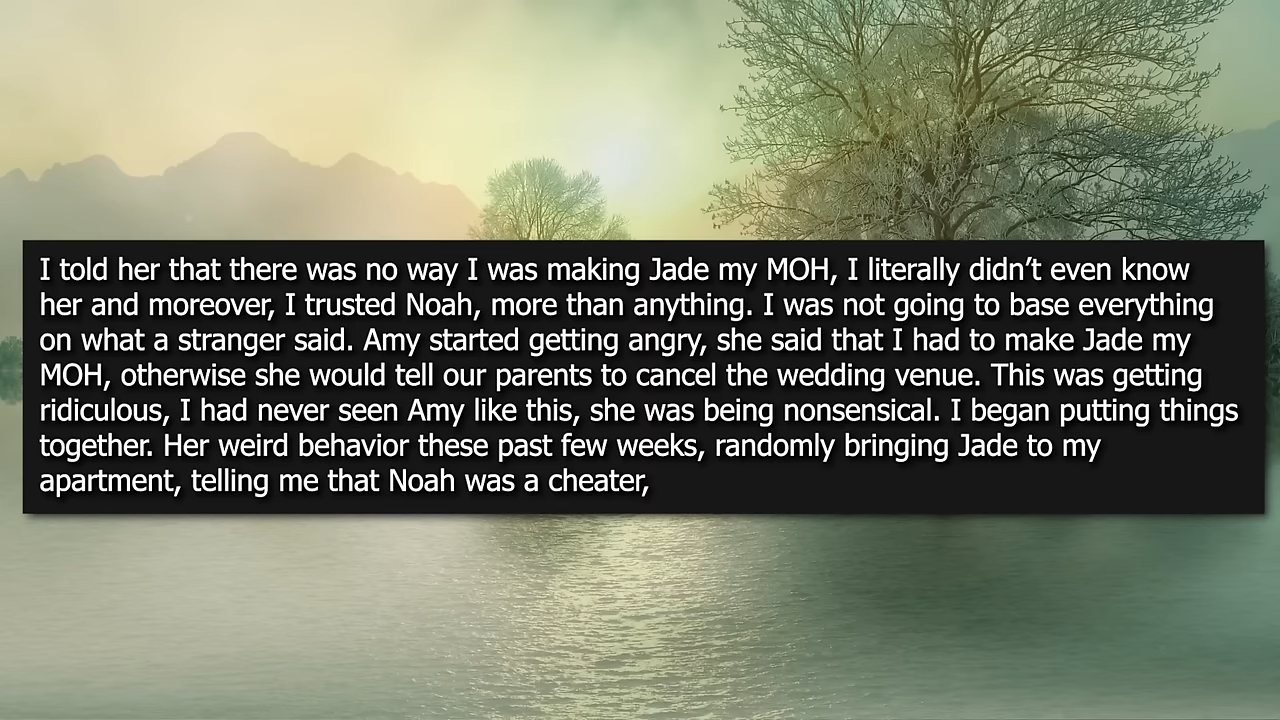 I told her that there was no way I was making Jade my MOH, I literally didn’t even know
her and moreover, I trusted Noah, more than anything. I was not going to base everything
on what a stranger said. Amy started getting angry, she said that I had to make Jade my
MOH, otherwise she would tell our parents to cancel the wedding venue. This was getting
ridiculous, I had never seen Amy like this, she was being nonsensical. I began putting things
together. Her weird behavior these past few weeks, randomly bringing Jade to my
apartment, telling me that Noah was a cheater,